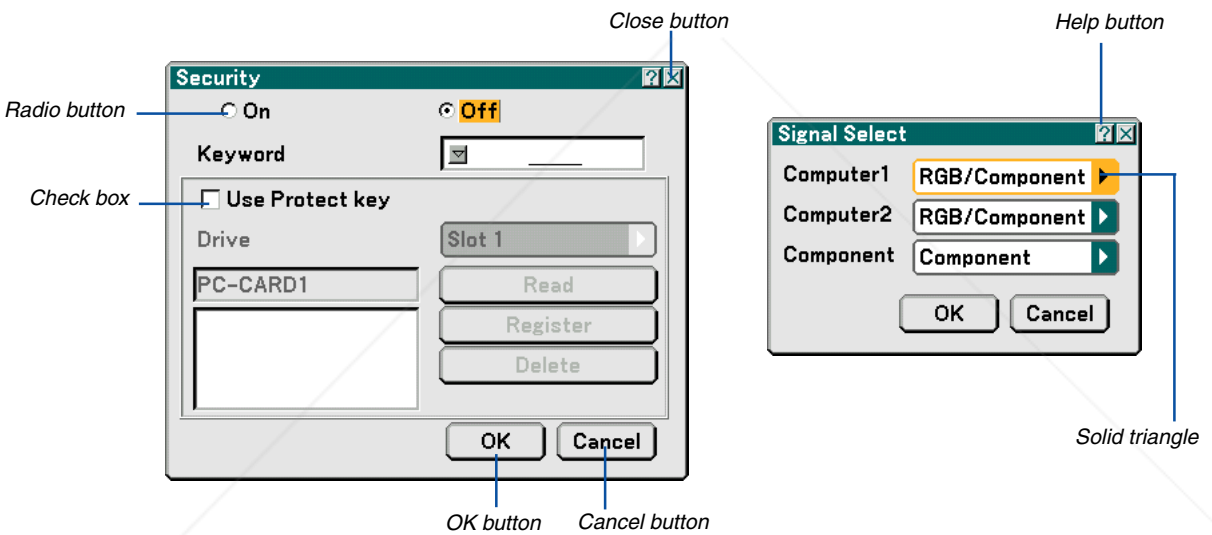 Close button
Help button
Security
Radio button
On
Off
Keyword
Check box
Use Protect key
Drive
Slot 1
PC-CARD1
Read
Register
Delete
OK
Cancel
OK button
Cancel button
Signal Select
Computer1
RGB/Component
Computer2
RGB/Component
Component
Component
OK
Cancel
Solid triangle